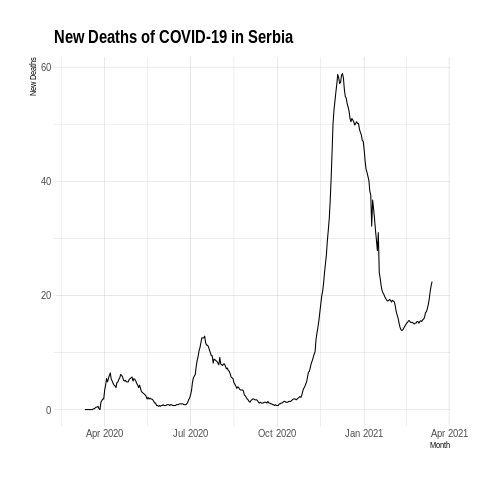 New Deaths of COVID-19 in Serbia
New Deaths
60
40
20
0
Apr 2020 Jul 2020 Oct 2020 Jan 2021 Apr 2021
Month